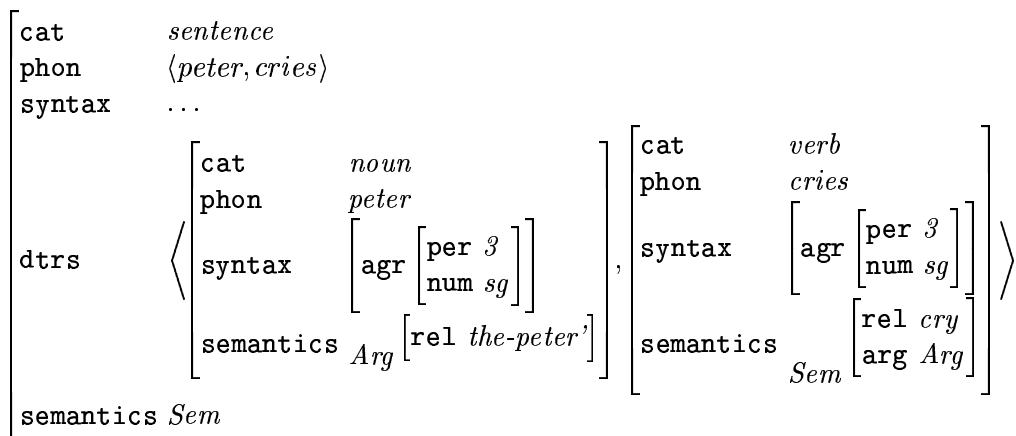 cat sentence
phon ⟨peter, cries⟩
syntax ...
dtrs ⟨ [cat noun
phon peter
syntax [agr [per 3
num sg]]
semantics Arg [rel the-peter']] , [cat verb
phon cries
syntax [agr [per 3
num sg]]
semantics Sem [rel cry
arg Arg]] ⟩
semantics Sem